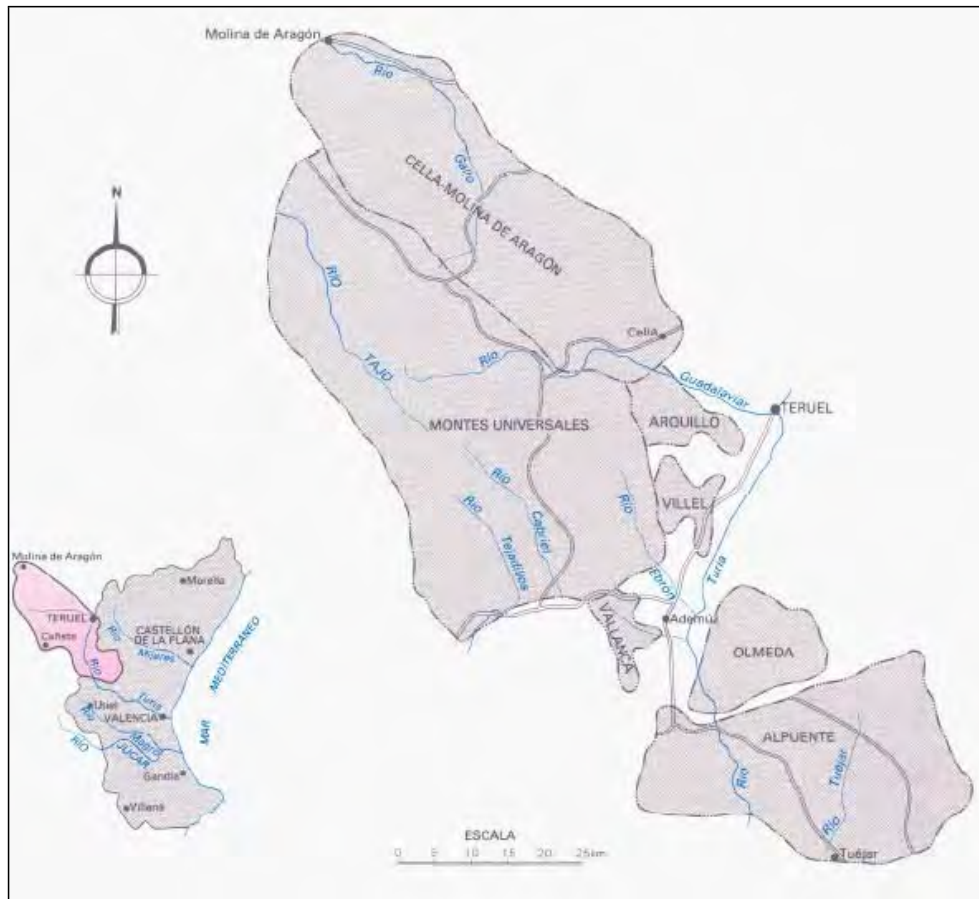 Molina de Aragón
Río
Gallo
CELLA-MOLINA DE ARAGÓN
N
RÍO
TAJO
Río
Cella
Guadalaviar
TERUEL
ARQUILLO
MONTES UNIVERSALES
VILLEL
Río
Cabriel
Río
Tejadillos
Río
Ebron
Turia
VALLANCA
Ademúz
OLMEDA
ALPUENTE
Río
Tuéjar
Río
Tuéjar
Molina de Aragón
Morella
TERUEL
Cañete
Río
Mijares
CASTELLÓN
DE LA PLANA
Río
Turia
Utiel
VALENCIA
Río
Magro
RÍO
JUCAR
MAR
MEDITERRÁNEO
Gandía
Villena
ESCALA
0 5 10 15 20 25km